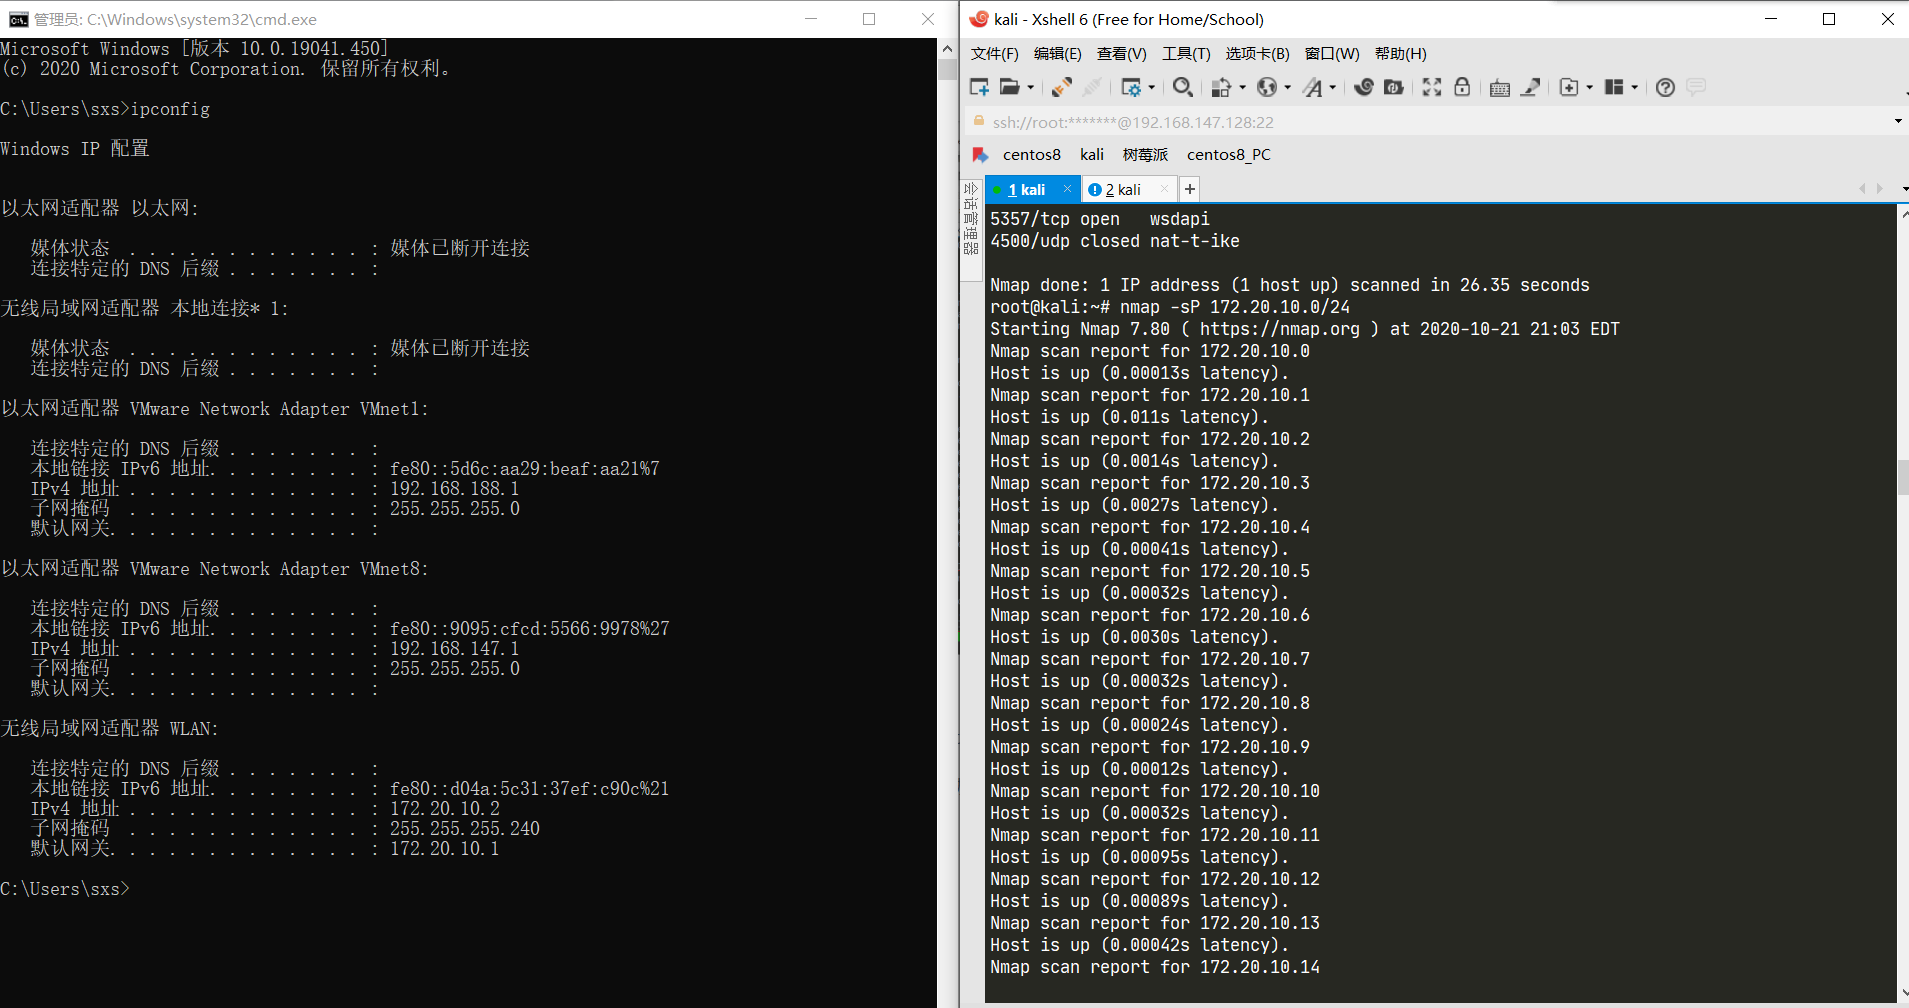 管理员: C:\Windows\system32\cmd.exe
Microsoft Windows [版本 10.0.19041.450]
(c) 2020 Microsoft Corporation. 保留所有权利。
C:\Users\sxs>ipconfig
Windows IP 配置
以太网适配器 以太网:
媒体状态 . . . . . . . . . . . . : 媒体已断开连接
连接特定的 DNS 后缀 . . . . . . . :
无线局域网适配器 本地连接* 1:
媒体状态 . . . . . . . . . . . . : 媒体已断开连接
连接特定的 DNS 后缀 . . . . . . . :
以太网适配器 VMware Network Adapter VMnet1:
连接特定的 DNS 后缀 . . . . . . . :
本地链接 IPv6 地址. . . . . . . . : fe80::5d6c:aa29:beaf:aa21%7
IPv4 地址 . . . . . . . . . . . . : 192.168.188.1
子网掩码  . . . . . . . . . . . . : 255.255.255.0
默认网关. . . . . . . . . . . . . :
以太网适配器 VMware Network Adapter VMnet8:
连接特定的 DNS 后缀 . . . . . . . :
本地链接 IPv6 地址. . . . . . . . : fe80::9095:cfcd:5566:9978%27
IPv4 地址 . . . . . . . . . . . . : 192.168.147.1
子网掩码  . . . . . . . . . . . . : 255.255.255.0
默认网关. . . . . . . . . . . . . :
无线局域网适配器 WLAN:
连接特定的 DNS 后缀 . . . . . . . :
本地链接 IPv6 地址. . . . . . . . : fe80::d04a:5c31:37ef:c90c%21
IPv4 地址 . . . . . . . . . . . . : 172.20.10.2
子网掩码  . . . . . . . . . . . . : 255.255.255.240
默认网关. . . . . . . . . . . . . : 172.20.10.1
C:\Users\sxs>
kali - Xshell 6 (Free for Home/School)
文件(F) 编辑(E) 查看(V) 工具(T) 选项卡(B) 窗口(W) 帮助(H)
ssh://root:*******@192.168.147.128:22
centos8 kali 树莓派 centos8_PC
会话管理器
1 kali 2 kali
5357/tcp open   wsdapi
4500/udp closed nat-t-ike
Nmap done: 1 IP address (1 host up) scanned in 26.35 seconds
root@kali:~# nmap -sP 172.20.10.0/24
Starting Nmap 7.80 ( https://nmap.org ) at 2020-10-21 21:03 EDT
Nmap scan report for 172.20.10.0
Host is up (0.00013s latency).
Nmap scan report for 172.20.10.1
Host is up (0.011s latency).
Nmap scan report for 172.20.10.2
Host is up (0.0014s latency).
Nmap scan report for 172.20.10.3
Host is up (0.0027s latency).
Nmap scan report for 172.20.10.4
Host is up (0.00041s latency).
Nmap scan report for 172.20.10.5
Host is up (0.00032s latency).
Nmap scan report for 172.20.10.6
Host is up (0.0030s latency).
Nmap scan report for 172.20.10.7
Host is up (0.00032s latency).
Nmap scan report for 172.20.10.8
Host is up (0.00024s latency).
Nmap scan report for 172.20.10.9
Host is up (0.00012s latency).
Nmap scan report for 172.20.10.10
Host is up (0.00032s latency).
Nmap scan report for 172.20.10.11
Host is up (0.00095s latency).
Nmap scan report for 172.20.10.12
Host is up (0.00089s latency).
Nmap scan report for 172.20.10.13
Host is up (0.00042s latency).
Nmap scan report for 172.20.10.14